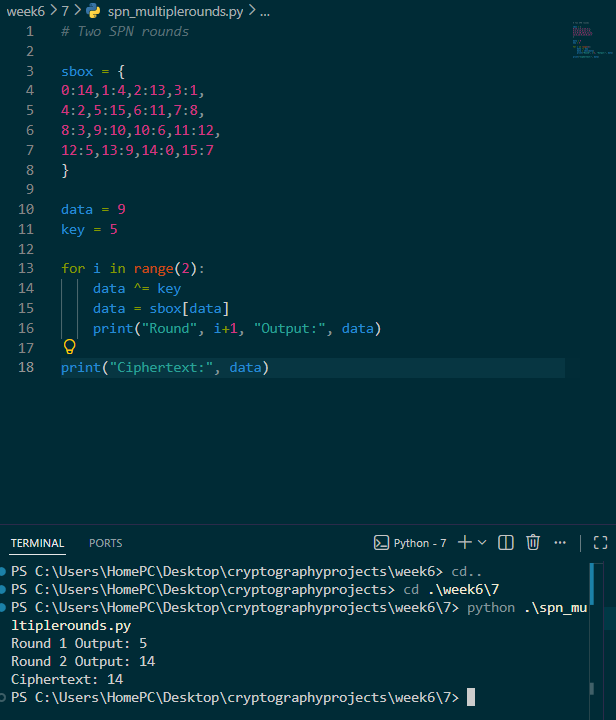 week6 > 7 > spn_multiplerounds.py > ...
1 # Two SPN rounds
2
3 sbox = {
4 0:14,1:4,2:13,3:1,
5 4:2,5:15,6:11,7:8,
6 8:3,9:10,10:6,11:12,
7 12:5,13:9,14:0,15:7
8 }
9
10 data = 9
11 key = 5
12
13 for i in range(2):
14     data ^= key
15     data = sbox[data]
16     print("Round", i+1, "Output:", data)
17
18 print("Ciphertext:", data)
TERMINAL PORTS Python - 7
PS C:\Users\HomePC\Desktop\cryptographyprojects\week6> cd..
PS C:\Users\HomePC\Desktop\cryptographyprojects> cd .\week6\7
PS C:\Users\HomePC\Desktop\cryptographyprojects\week6\7> python .\spn_mu
ltiplerounds.py
Round 1 Output: 5
Round 2 Output: 14
Ciphertext: 14
PS C:\Users\HomePC\Desktop\cryptographyprojects\week6\7>